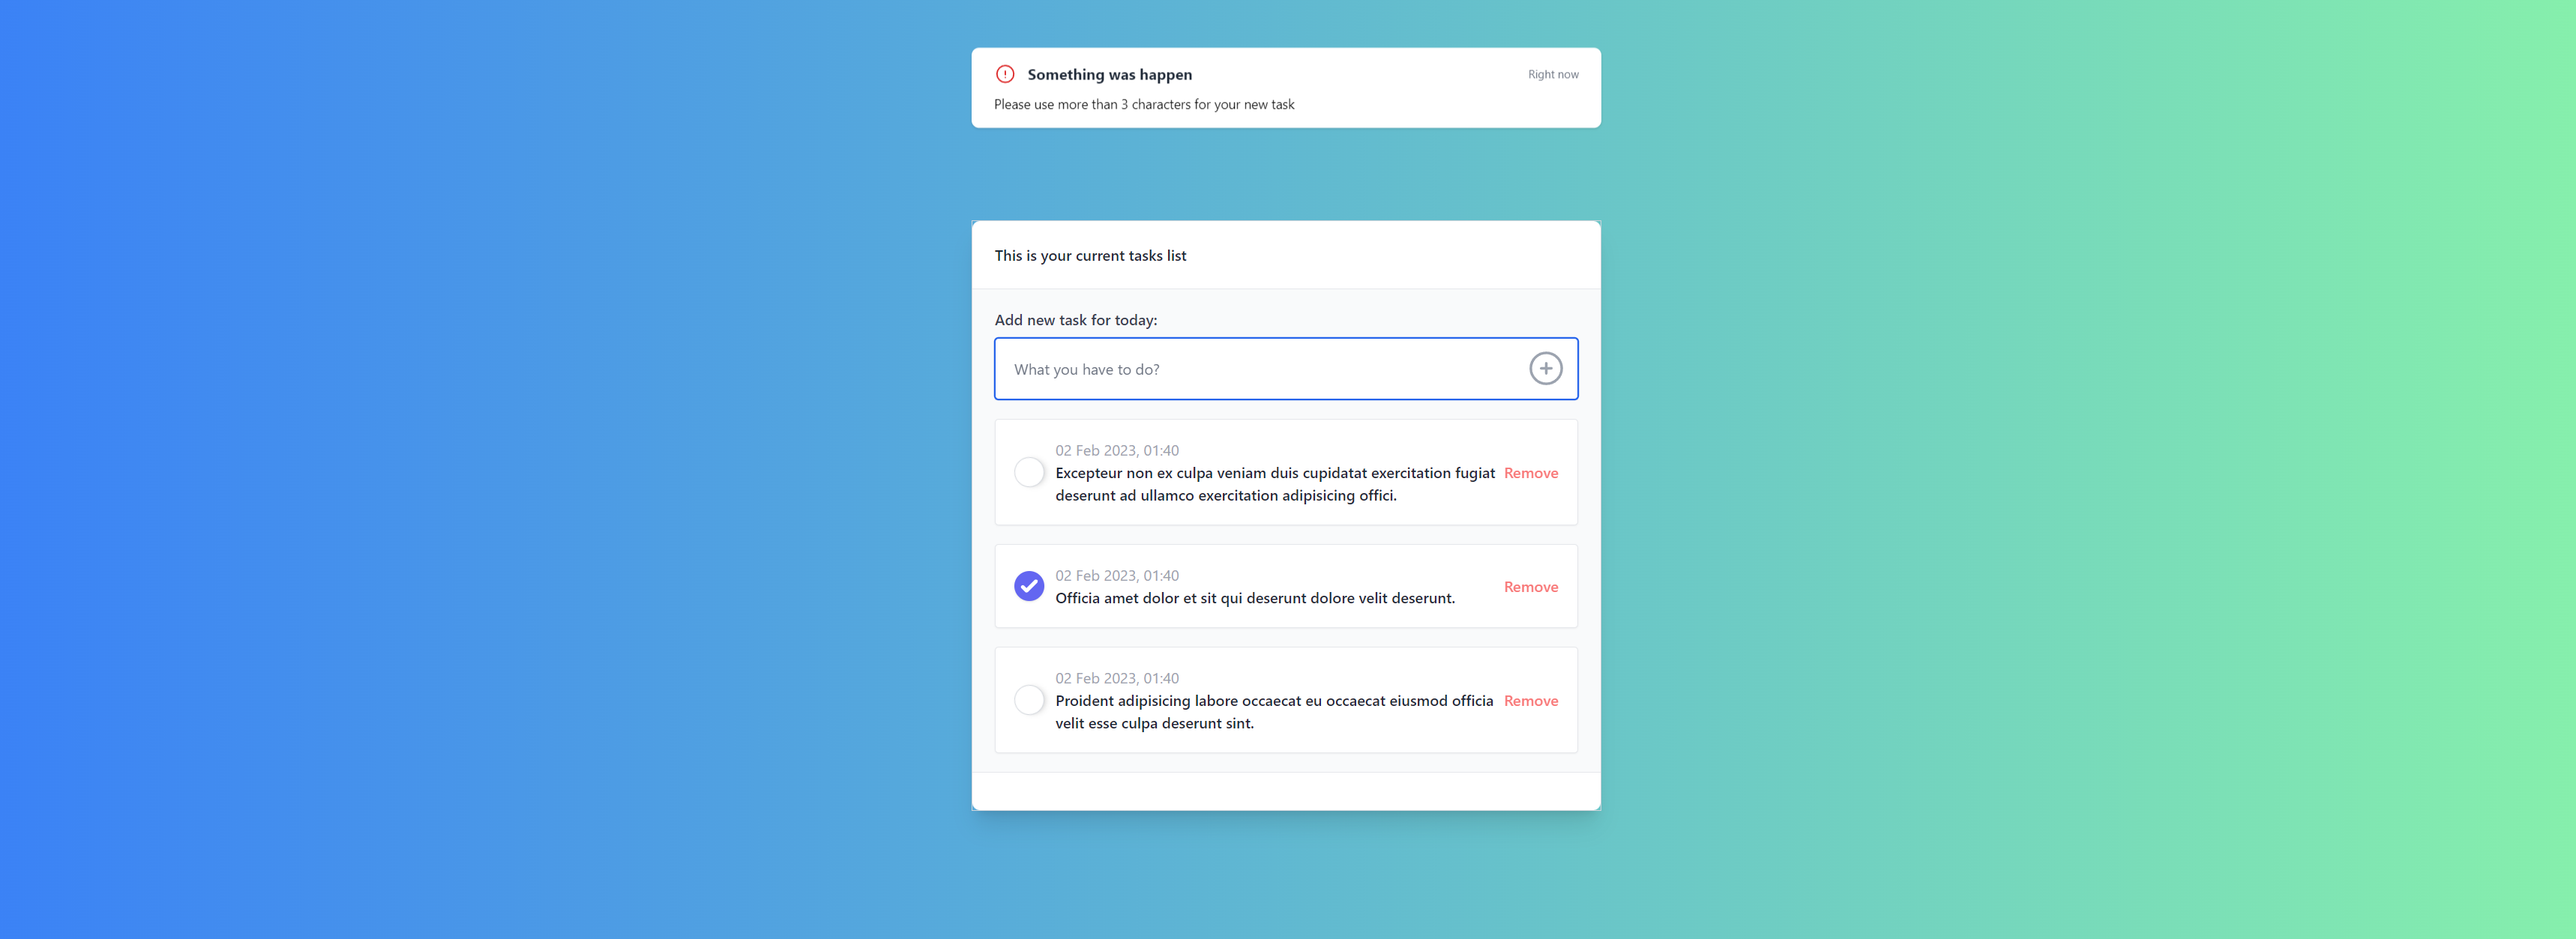 Something was happen
Right now
Please use more than 3 characters for your new task
This is your current tasks list
Add new task for today:
What you have to do?
02 Feb 2023, 01:40
Excepteur non ex culpa veniam duis cupidatat exercitation fugiat
deserunt ad ullamco exercitation adipisicing offici.
Remove
02 Feb 2023, 01:40
Officia amet dolor et sit qui deserunt dolore velit deserunt.
Remove
02 Feb 2023, 01:40
Proident adipisicing labore occaecat eu occaecat eiusmod officia
velit esse culpa deserunt sint.
Remove